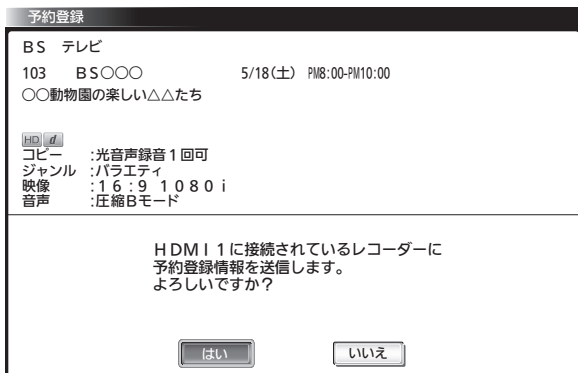 予約登録
BS テレビ
103 BS○○○ 5/18(土) PM8:00-PM10:00
○○動物園の楽しい△△たち
HD d
コピー :光音声録音1回可
ジャンル :バラエティ
映像 :16:9 1080i
音声 :圧縮Bモード
HDMI1に接続されているレコーダーに
予約登録情報を送信します。
よろしいですか?
はい いいえ